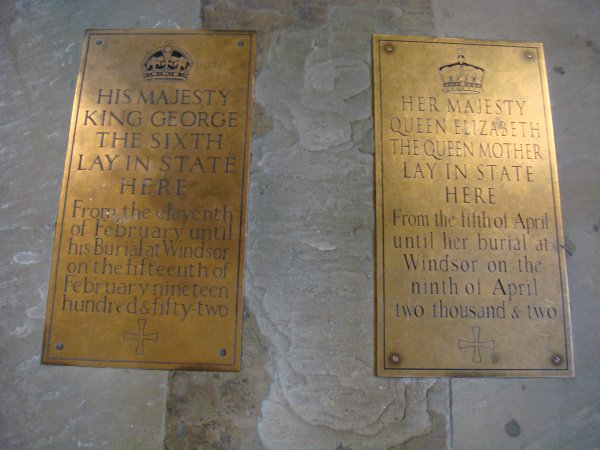 HIS MAJESTY
KING GEORGE
THE SIXTH
LAY IN STATE
HERE
From the eleventh
of February until
his Burial at Windsor
on the fifteenth of
February nineteen
hundred & fifty-two
HER MAJESTY
QUEEN ELIZABETH
THE QUEEN MOTHER
LAY IN STATE
HERE
From the fifth of April
until her burial at
Windsor on the
ninth of April
two thousand & two